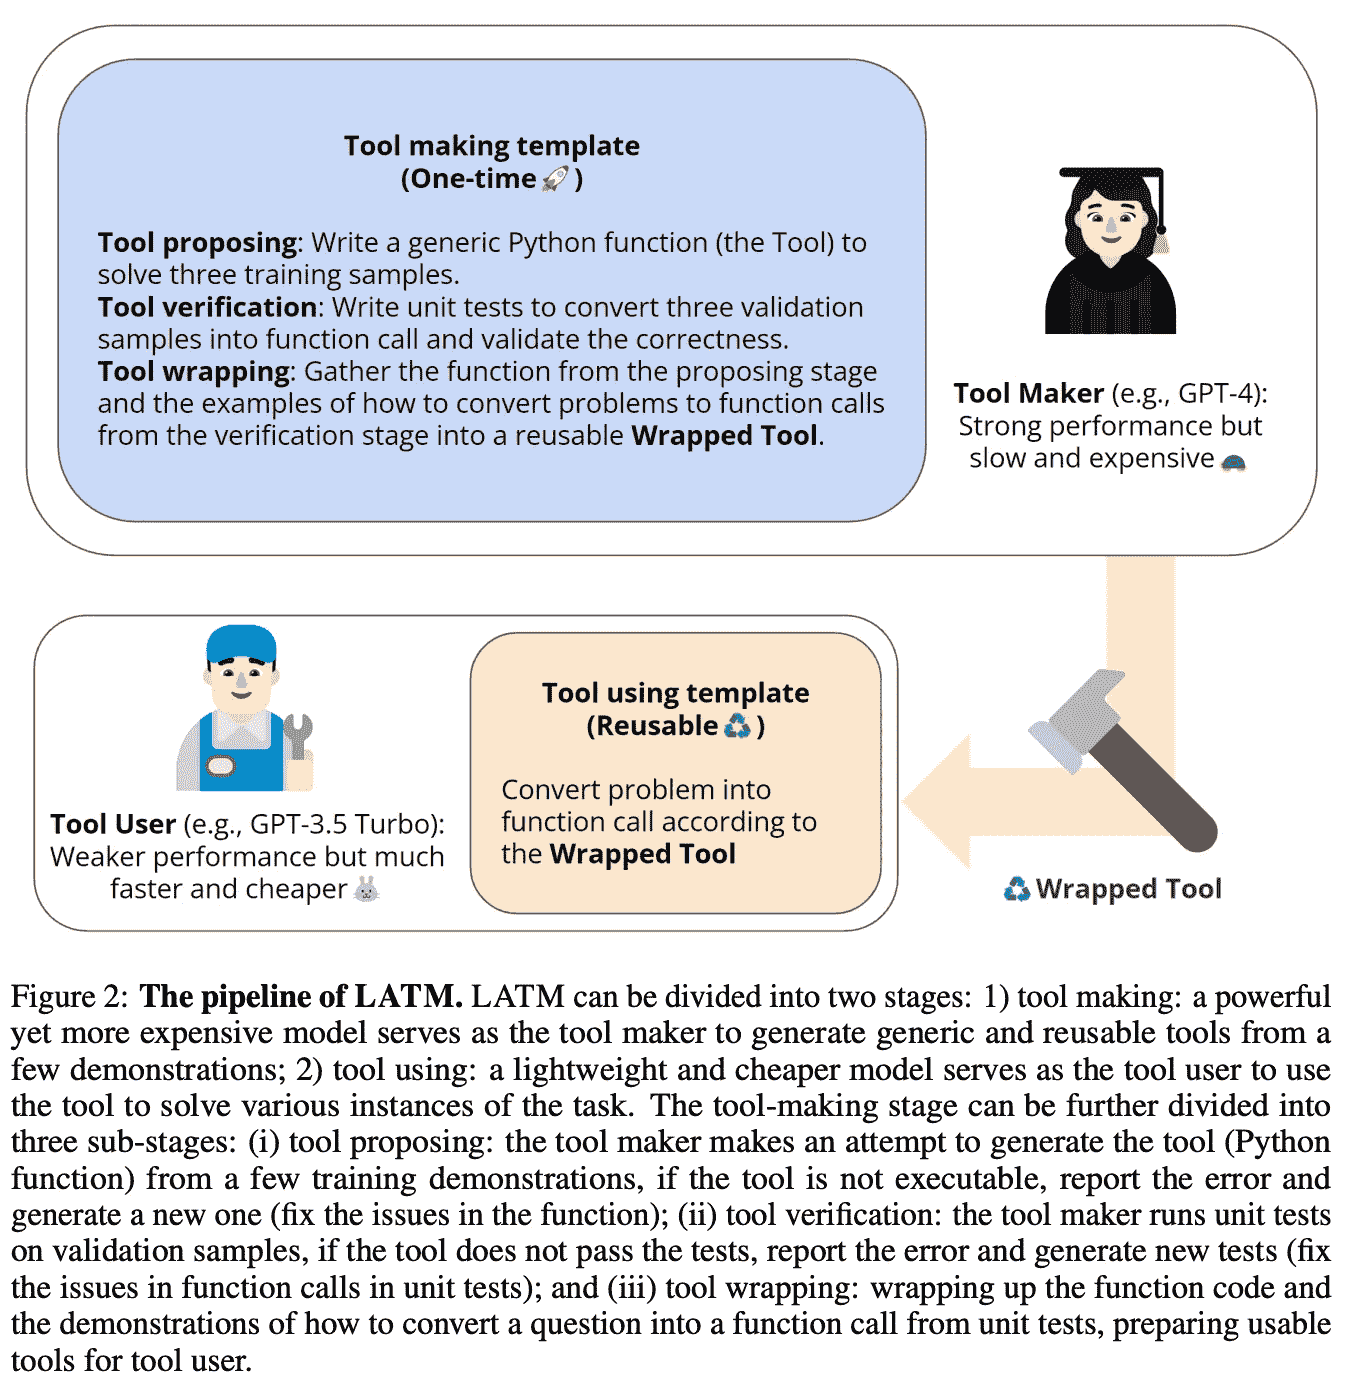 Tool making template
(One-time 🚀)
Tool proposing: Write a generic Python function (the Tool) to
solve three training samples.
Tool verification: Write unit tests to convert three validation
samples into function call and validate the correctness.
Tool wrapping: Gather the function from the proposing stage
and the examples of how to convert problems to function calls
from the verification stage into a reusable Wrapped Tool.
Tool Maker (e.g., GPT-4):
Strong performance but
slow and expensive
Tool User (e.g., GPT-3.5 Turbo):
Weaker performance but much
faster and cheaper
Tool using template
(Reusable ♻)
Convert problem into
function call according to
the Wrapped Tool
♻ Wrapped Tool
Figure 2: The pipeline of LATM. LATM can be divided into two stages: 1) tool making: a powerful
yet more expensive model serves as the tool maker to generate generic and reusable tools from a
few demonstrations; 2) tool using: a lightweight and cheaper model serves as the tool user to use
the tool to solve various instances of the task. The tool-making stage can be further divided into
three sub-stages: (i) tool proposing: the tool maker makes an attempt to generate the tool (Python
function) from a few training demonstrations, if the tool is not executable, report the error and
generate a new one (fix the issues in the function); (ii) tool verification: the tool maker runs unit tests
on validation samples, if the tool does not pass the tests, report the error and generate new tests (fix
the issues in function calls in unit tests); and (iii) tool wrapping: wrapping up the function code and
the demonstrations of how to convert a question into a function call from unit tests, preparing usable
tools for tool user.